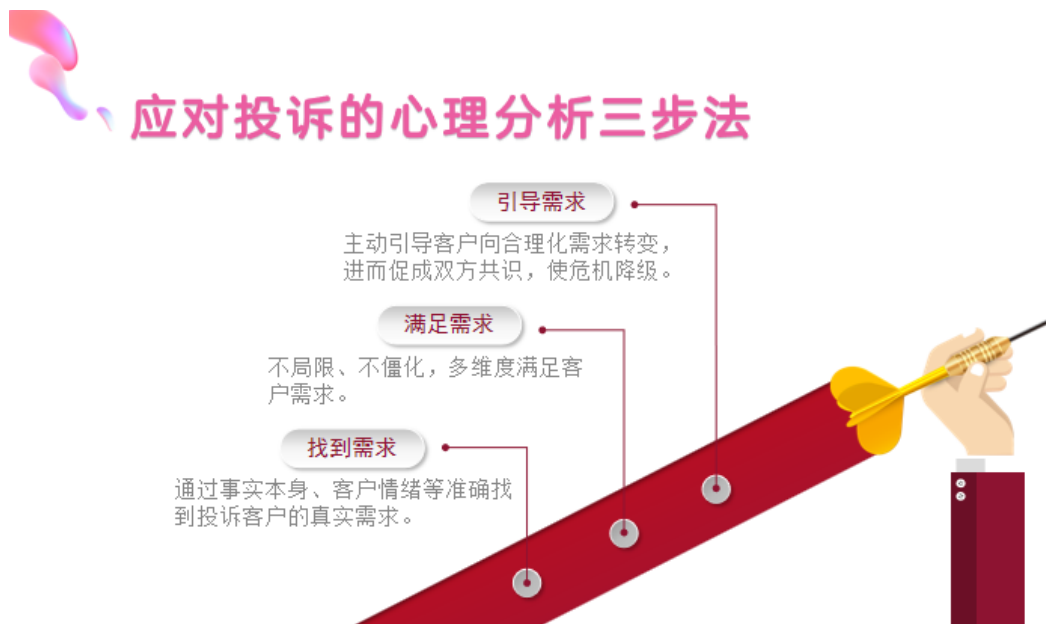 应对投诉的心理分析三步法
引导需求
主动引导客户向合理化需求转变，
进而促成双方共识，使危机降级。
满足需求
不局限、不僵化，多维度满足客
户需求。
找到需求
通过事实本身、客户情绪等准确找
到投诉客户的真实需求。